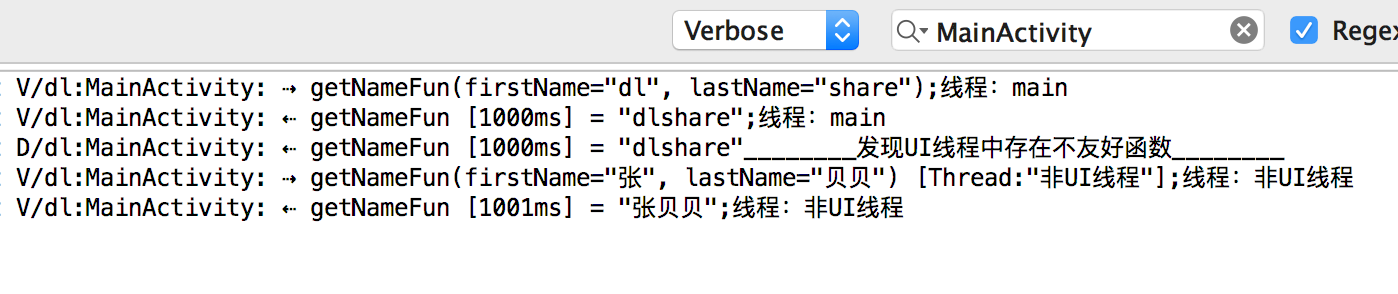 Verbose MainActivity Regex
V/dl:MainActivity: ⇢ getNameFun(firstName="dl", lastName="share");线程：main
V/dl:MainActivity: ⇠ getNameFun [1000ms] = "dlshare";线程：main
D/dl:MainActivity: ⇠ getNameFun [1000ms] = "dlshare"________发现UI线程中存在不友好函数________
V/dl:MainActivity: ⇢ getNameFun(firstName="张", lastName="贝贝") [Thread:"非UI线程"];线程：非UI线程
V/dl:MainActivity: ⇠ getNameFun [1001ms] = "张贝贝";线程：非UI线程